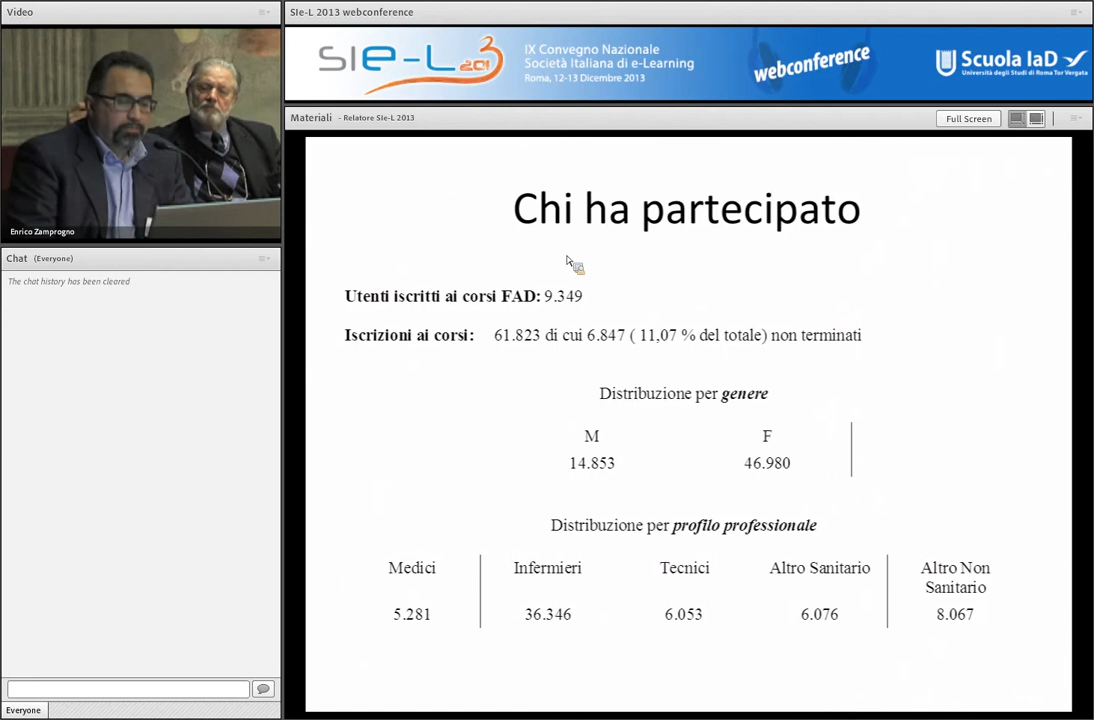 Video
Enrico Zamprogno
Chat (Everyone)
The chat history has been cleared
Everyone
SIe-L 2013 webconference
SIe-L 2013
IX Convegno Nazionale
Società Italiana di e-Learning
Roma, 12-13 Dicembre 2013
webconference
Scuola IaD
Università degli Studi di Roma Tor Vergata
Materiali - Relatore SIe-L 2013
Full Screen
Chi ha partecipato
Utenti iscritti ai corsi FAD: 9.349
Iscrizioni ai corsi: 61.823 di cui 6.847 ( 11,07 % del totale) non terminati
Distribuzione per genere
M F
14.853 46.980
Distribuzione per profilo professionale
Medici Infermieri Tecnici Altro Sanitario Altro Non
Sanitario
5.281 36.346 6.053 6.076 8.067